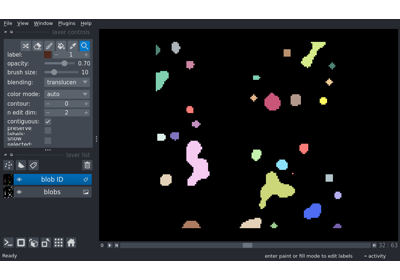 File View Window Plugins Help
layer controls
label: 1
opacity: 0.70
brush size: 10
blending: translucen
color mode: auto
contour: 0
n edit dim: 2
contiguous:
preserve labels:
show selected:
layer list
blob ID
blobs
0 32 63
Ready enter paint or fill mode to edit labels activity